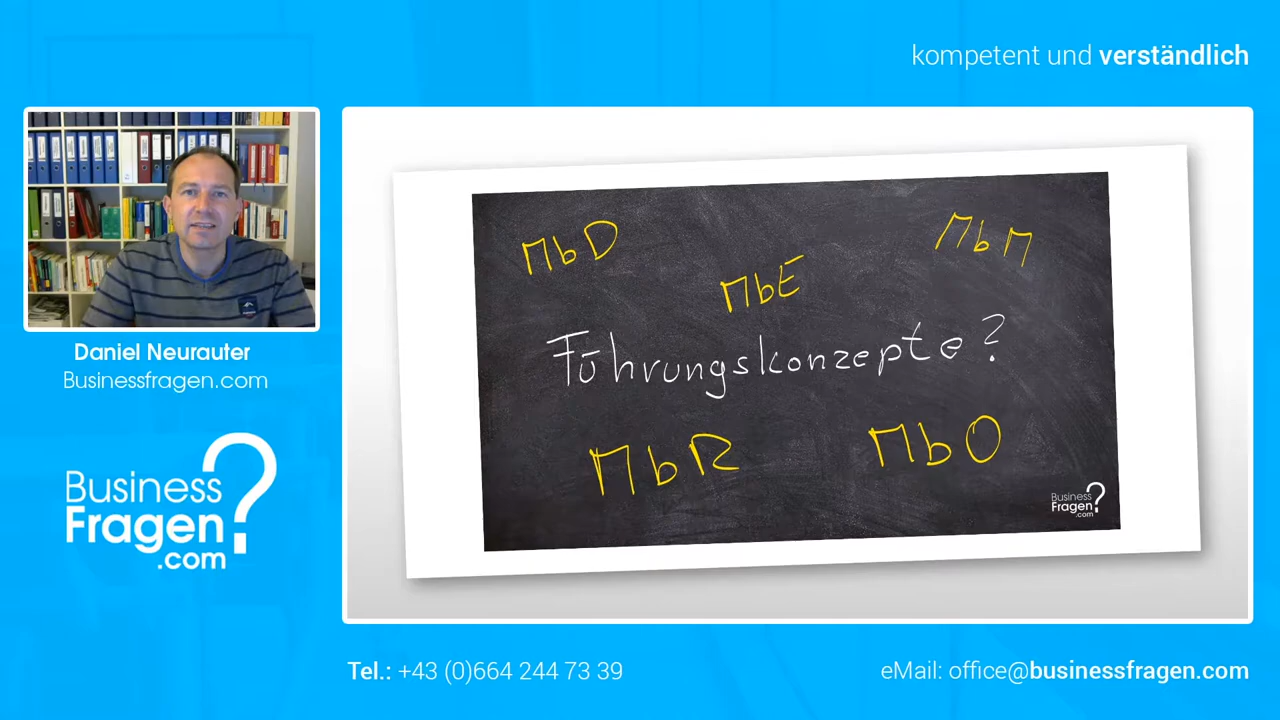 kompetent und verständlich
Daniel Neurauter
Businessfragen.com
Business
Fragen?
.com
MbD
MbE
MbM
Führungskonzepte?
MbR
MbO
Business
Fragen?
.com
Tel.: +43 (0)664 244 73 39
eMail: office@businessfragen.com